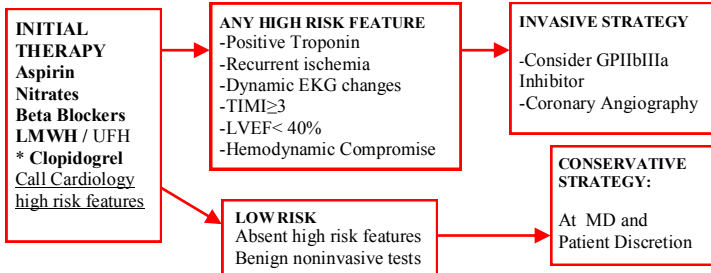 INITIAL
THERAPY
Aspirin
Nitrates
Beta Blockers
LMWH / UFH
* Clopidogrel
Call Cardiology
high risk features
ANY HIGH RISK FEATURE
-Positive Troponin
-Recurrent ischemia
-Dynamic EKG changes
-TIMI≥3
-LVEF< 40%
-Hemodynamic Compromise
INVASIVE STRATEGY
-Consider GPIIbIIIa
Inhibitor
-Coronary Angiography
LOW RISK
Absent high risk features
Benign noninvasive tests
CONSERVATIVE
STRATEGY:
At MD and
Patient Discretion